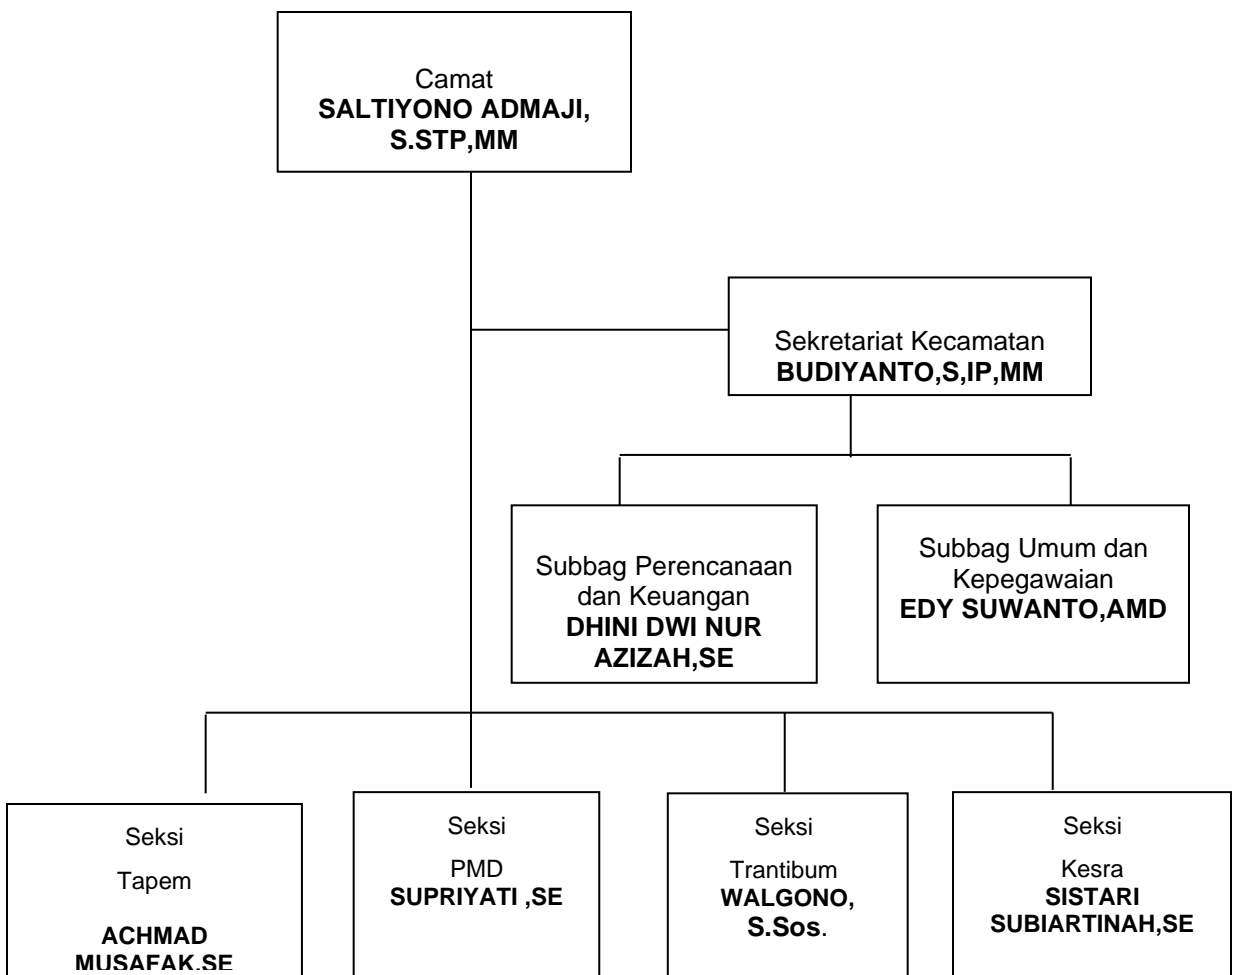 Camat
SALTIYONO ADMAJI,
S.STP,MM
Sekretariat Kecamatan
BUDIYANTO,S,IP,MM
Subbag Perencanaan
dan Keuangan
DHINI DWI NUR
AZIZAH,SE
Subbag Umum dan
Kepegawaian
EDY SUWANTO,AMD
Seksi
Tapem
ACHMAD
MUSAFAK,SE
Seksi
PMD
SUPRIYATI ,SE
Seksi
Trantibum
WALGONO,
S.Sos.
Seksi
Kesra
SISTARI
SUBIARTINAH,SE